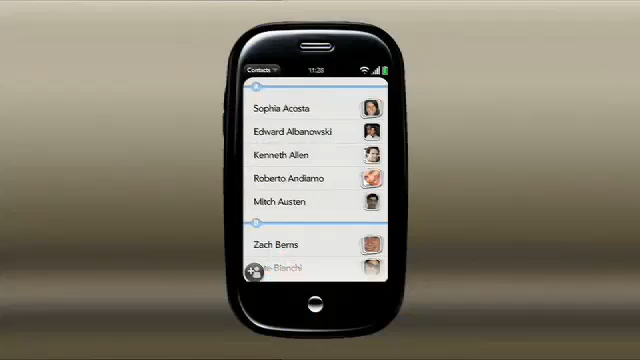 Contacts
11:28
A
Sophia Acosta
Edward Albanowski
Kenneth Allen
Roberto Andiamo
Mitch Austen
B
Zach Berns
Bianchi